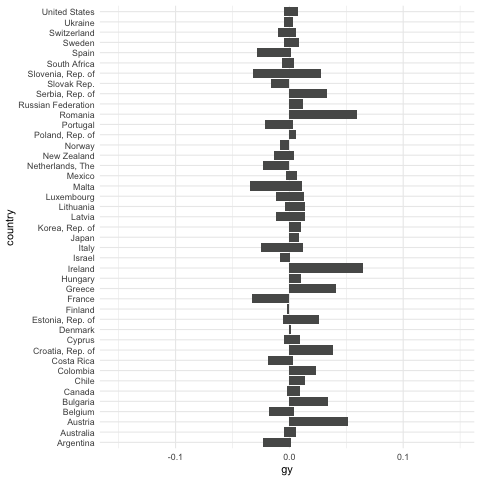 United States
Ukraine
Switzerland
Sweden
Spain
South Africa
Slovenia, Rep. of
Slovak Rep.
Serbia, Rep. of
Russian Federation
Romania
Portugal
Poland, Rep. of
Norway
New Zealand
Netherlands, The
Mexico
Malta
Luxembourg
Lithuania
Latvia
Korea, Rep. of
Japan
Italy
Israel
Ireland
Hungary
Greece
France
Finland
Estonia, Rep. of
Denmark
Cyprus
Croatia, Rep. of
Costa Rica
Colombia
Chile
Canada
Bulgaria
Belgium
Austria
Australia
Argentina
country
-0.1 0.0 0.1
gy